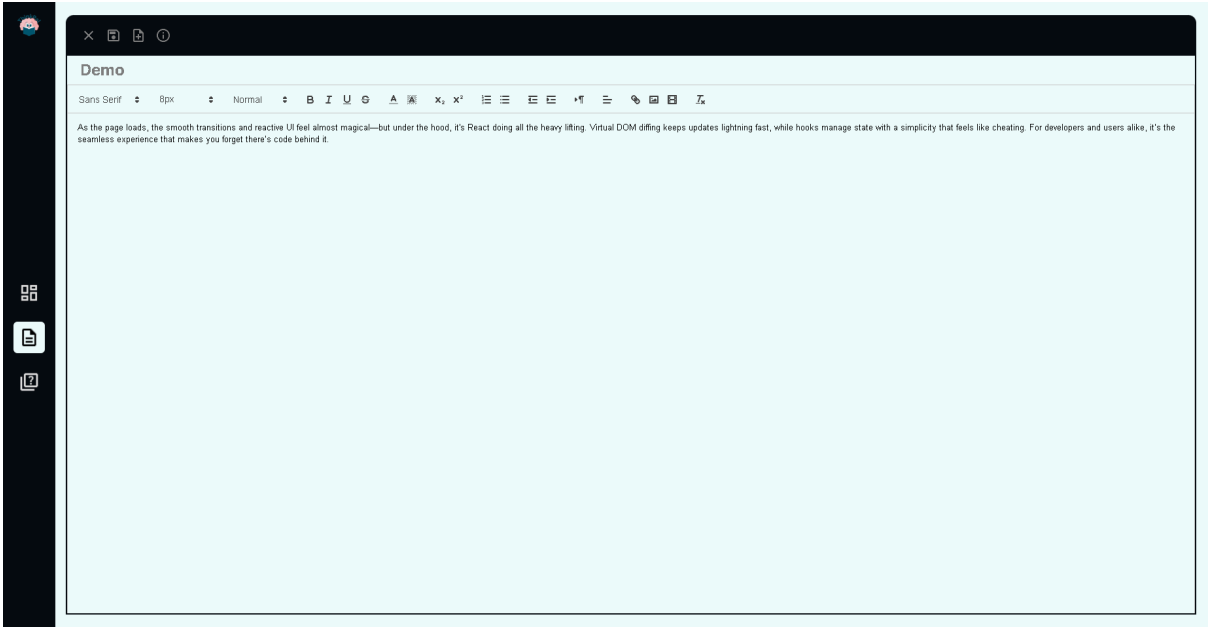 Demo
Sans Serif 8px Normal B I U S A A X₂ X²
As the page loads, the smooth transitions and reactive UI feel almost magical—but under the hood, it's React doing all the heavy lifting. Virtual DOM diffing keeps updates lightning fast, while hooks manage state with a simplicity that feels like cheating. For developers and users alike, it's the
seamless experience that makes you forget there's code behind it.